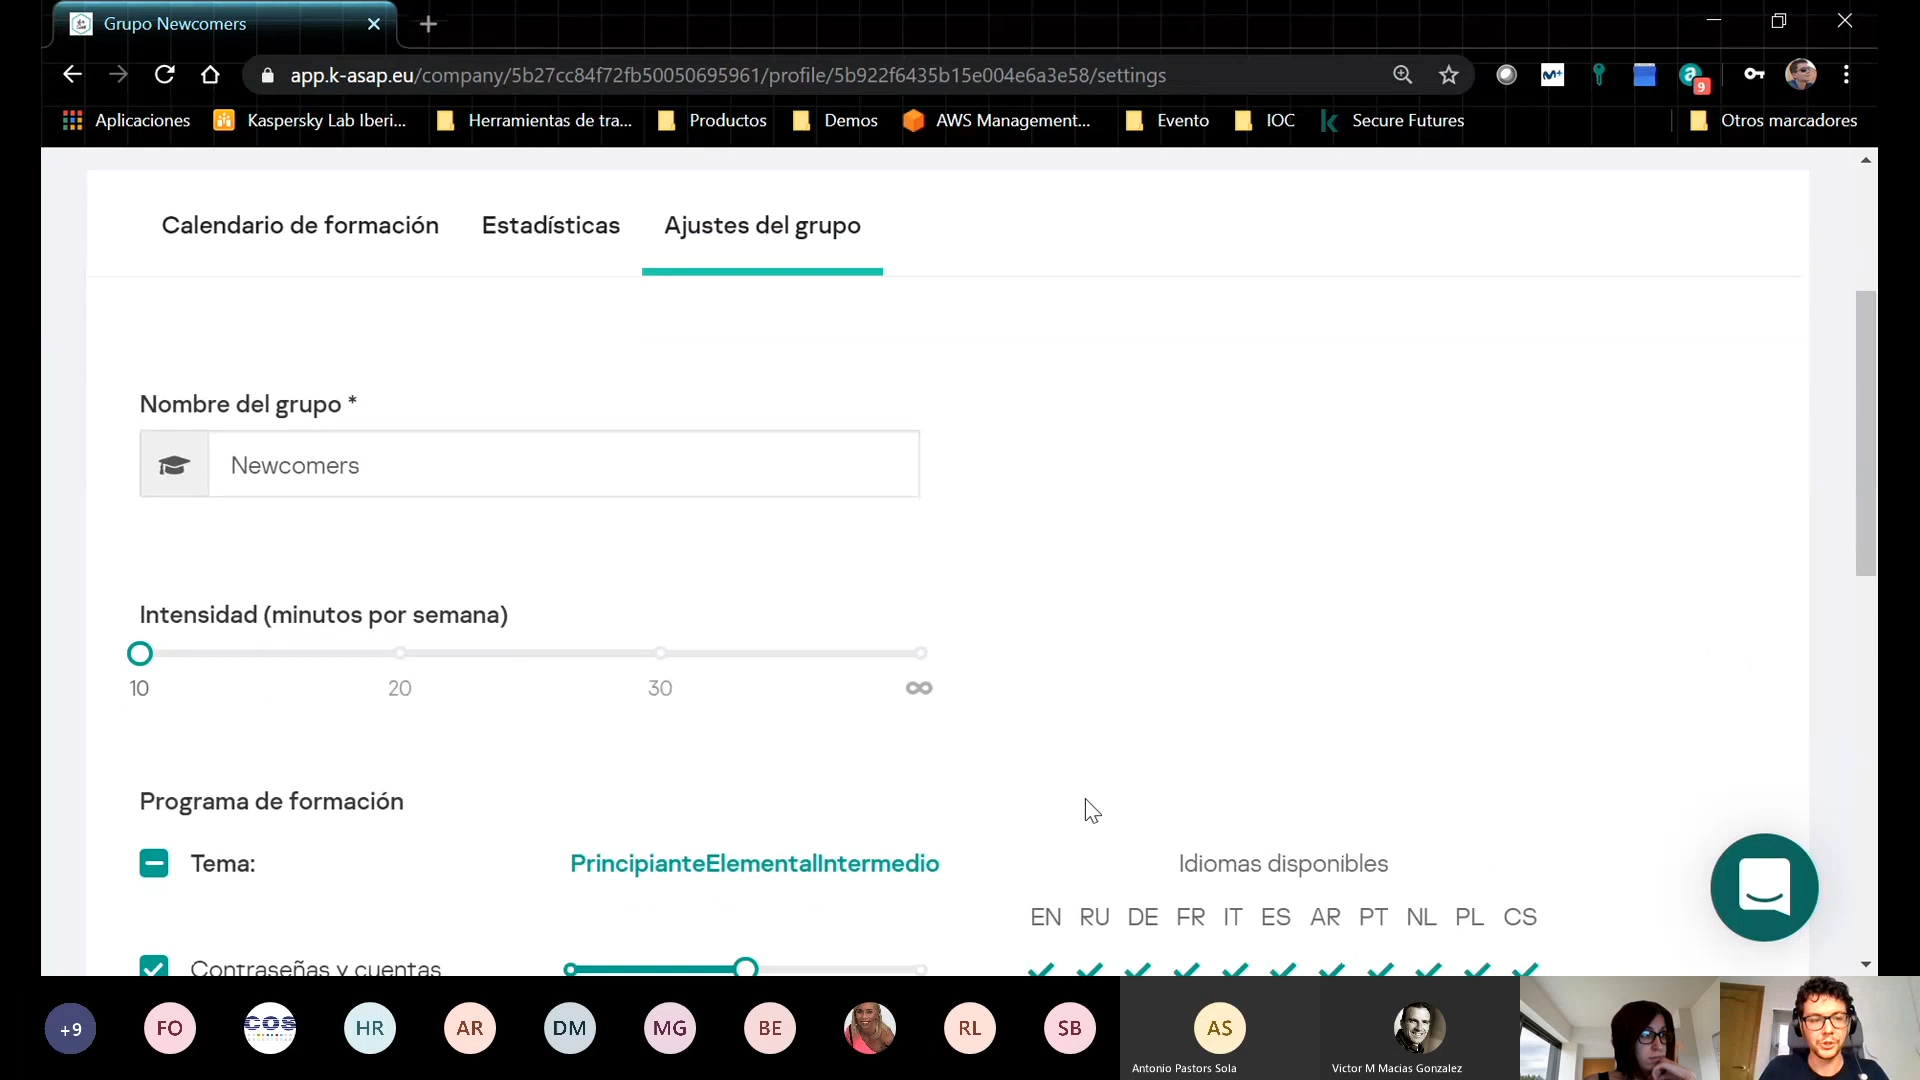 Grupo Newcomers
app.k-asap.eu/company/5b27cc84f72fb50050695961/profile/5b922f6435b15e004e6a3e58/settings
9
Aplicaciones
Kaspersky Lab Iberi...
Herramientas de tra...
Productos
Demos
AWS Management...
Evento
IOC
Secure Futures
Otros marcadores
Calendario de formación
Estadísticas
Ajustes del grupo
Nombre del grupo *
Newcomers
Intensidad (minutos por semana)
10 20 30 ∞
Programa de formación
Tema:
PrincipianteElementalIntermedio
Idiomas disponibles
EN RU DE FR IT ES AR PT NL PL CS
Contraseñas y cuentas
+9
FO
cos
HR
AR
DM
MG
BE
RL
SB
AS
Antonio Pastors Sola
Victor M Macias Gonzalez